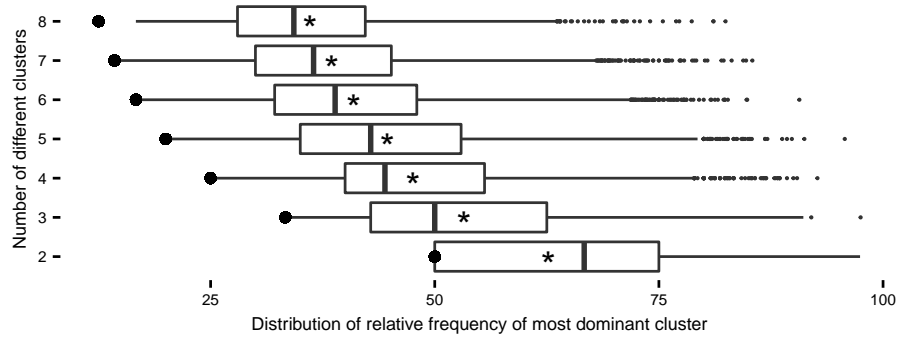 Number of different clusters
8
7
6
5
4
3
2
25 50 75 100
Distribution of relative frequency of most dominant cluster